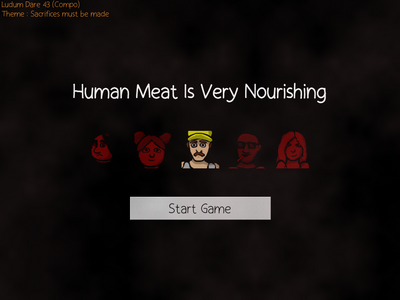 Ludum Dare 43 (Compo)
Theme : Sacrifices must be made
Human Meat Is Very Nourishing
Start Game